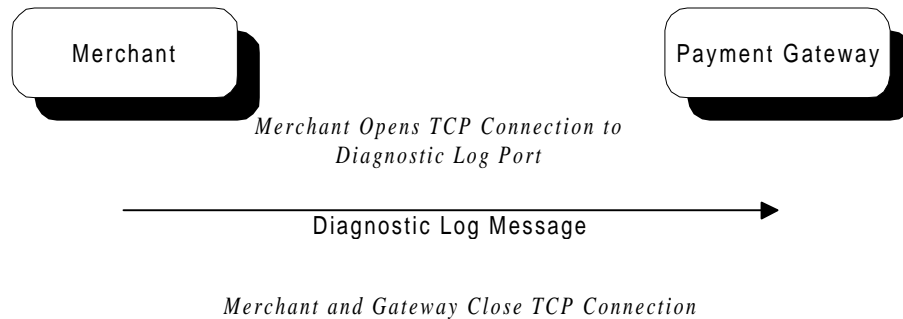 Merchant
Payment Gateway
Merchant Opens TCP Connection to
Diagnostic Log Port
Diagnostic Log Message
Merchant and Gateway Close TCP Connection